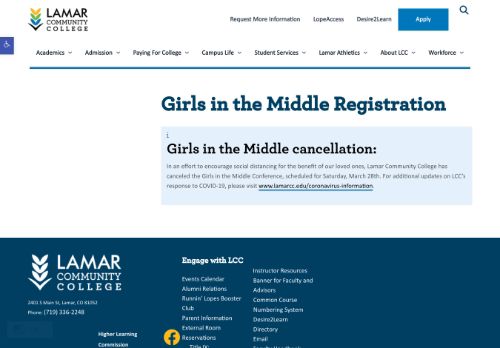 LAMAR
COMMUNITY
COLLEGE
Request More Information LopeAccess Desire2Learn Apply
Academics Admission Paying For College Campus Life Student Services Lamar Athletics About LCC Workforce
Girls in the Middle Registration
i
Girls in the Middle cancellation:
In an effort to encourage social distancing for the benefit of our loved ones, Lamar Community College has
canceled the Girls in the Middle Conference, scheduled for Saturday, March 28th. For additional updates on LCC's
response to COVID-19, please visit www.lamarcc.edu/coronavirus-information.
LAMAR
COMMUNITY
COLLEGE
2401 S Main St, Lamar, CO 81052
Phone: (719) 336-2248
Higher Learning
Commission
Engage with LCC
Events Calendar
Alumni Relations
Runnin' Lopes Booster
Club
Parent Information
External Room
Reservations
Title IX:
Instructor Resources
Banner for Faculty and
Advisors
Common Course
Numbering System
Desire2Learn
Directory
Email
Faculty Handbook